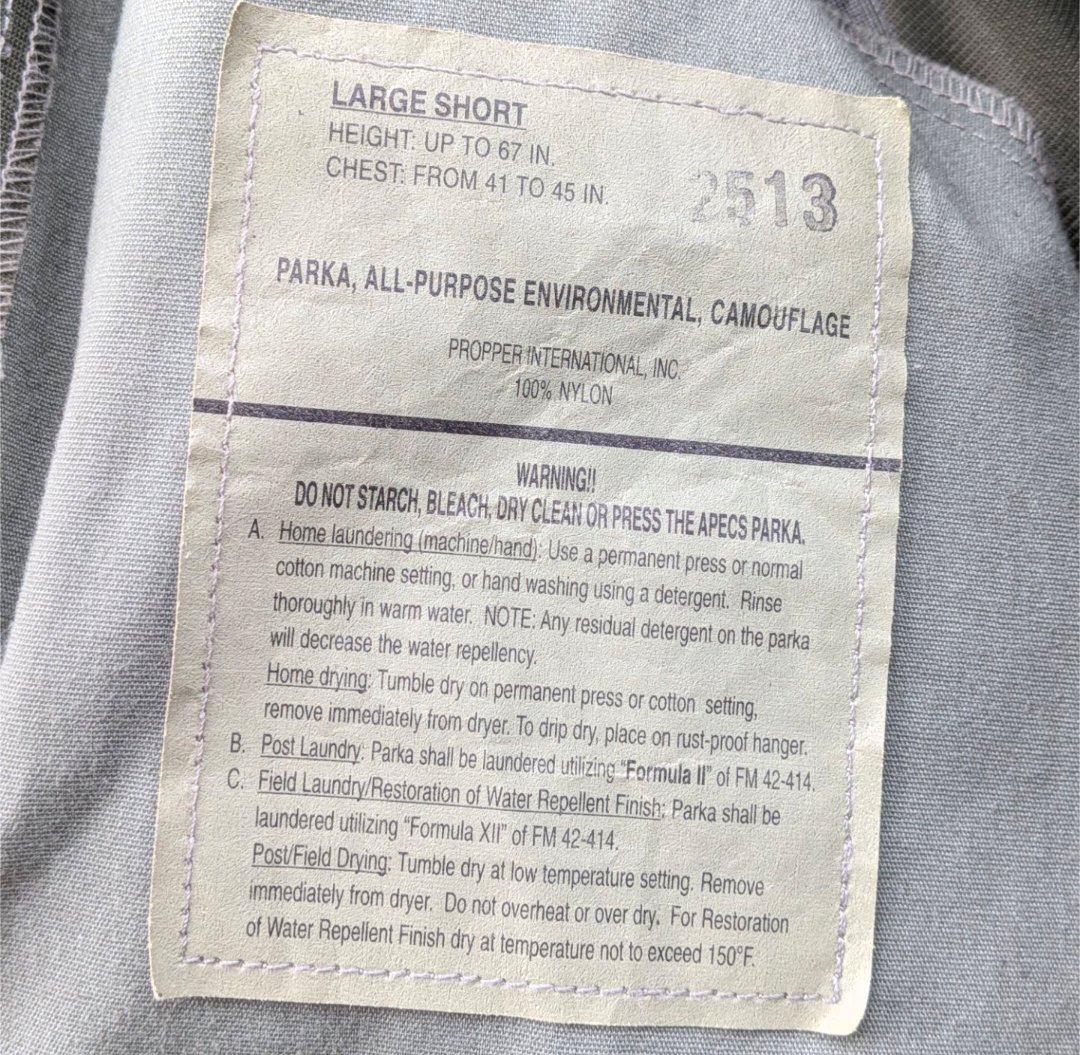 LARGE SHORT
HEIGHT: UP TO 67 IN.
CHEST: FROM 41 TO 45 IN.
2513
PARKA, ALL-PURPOSE ENVIRONMENTAL, CAMOUFLAGE
PROPPER INTERNATIONAL, INC.
100% NYLON
WARNING!!
DO NOT STARCH, BLEACH, DRY CLEAN OR PRESS THE APECS PARKA.
A. Home laundering (machine/hand): Use a permanent press or normal
cotton machine setting, or hand washing using a detergent. Rinse
thoroughly in warm water. NOTE: Any residual detergent on the parka
will decrease the water repellency.
Home drying: Tumble dry on permanent press or cotton setting,
remove immediately from dryer. To drip dry, place on rust-proof hanger.
B. Post Laundry: Parka shall be laundered utilizing "Formula II" of FM 42-414.
C. Field Laundry/Restoration of Water Repellent Finish: Parka shall be
laundered utilizing "Formula XII" of FM 42-414.
Post/Field Drying: Tumble dry at low temperature setting. Remove
immediately from dryer. Do not overheat or over dry. For Restoration
of Water Repellent Finish dry at temperature not to exceed 150°F.